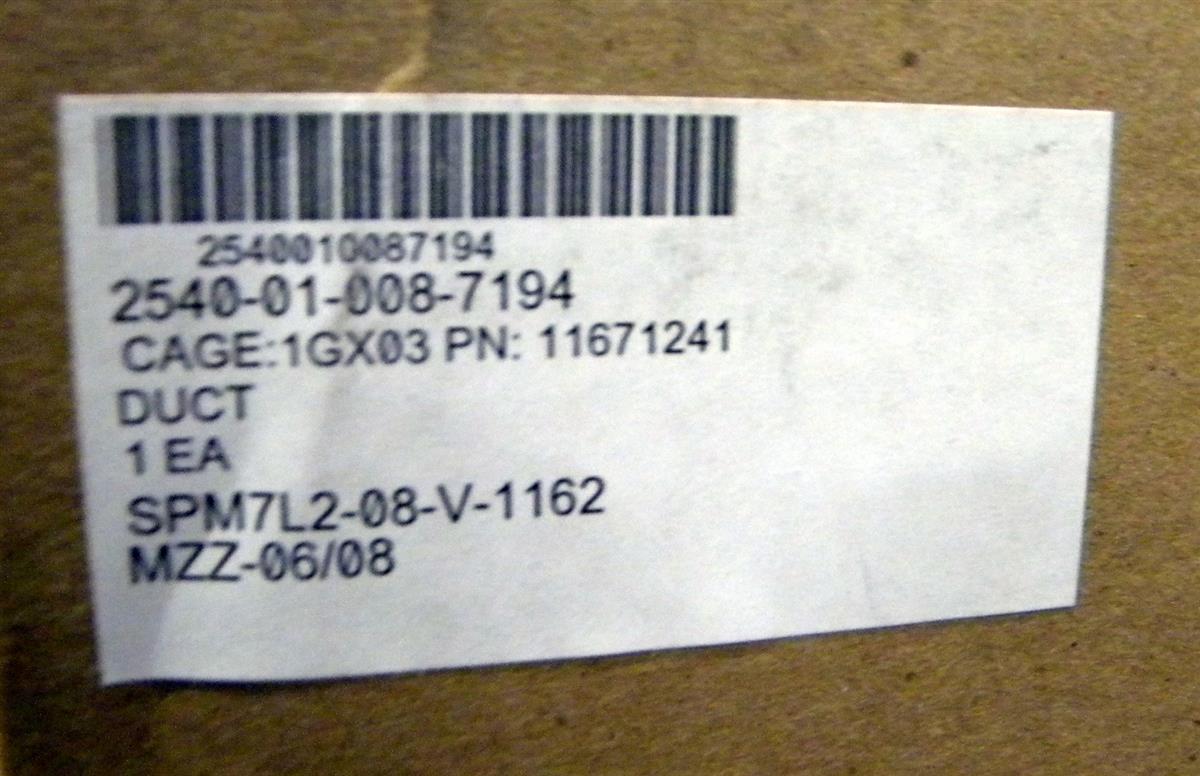 2540010087194
2540-01-008-7194
CAGE:1GX03 PN: 11671241
DUCT
1 EA
SPM7L2-08-V-1162
MZZ-06/08